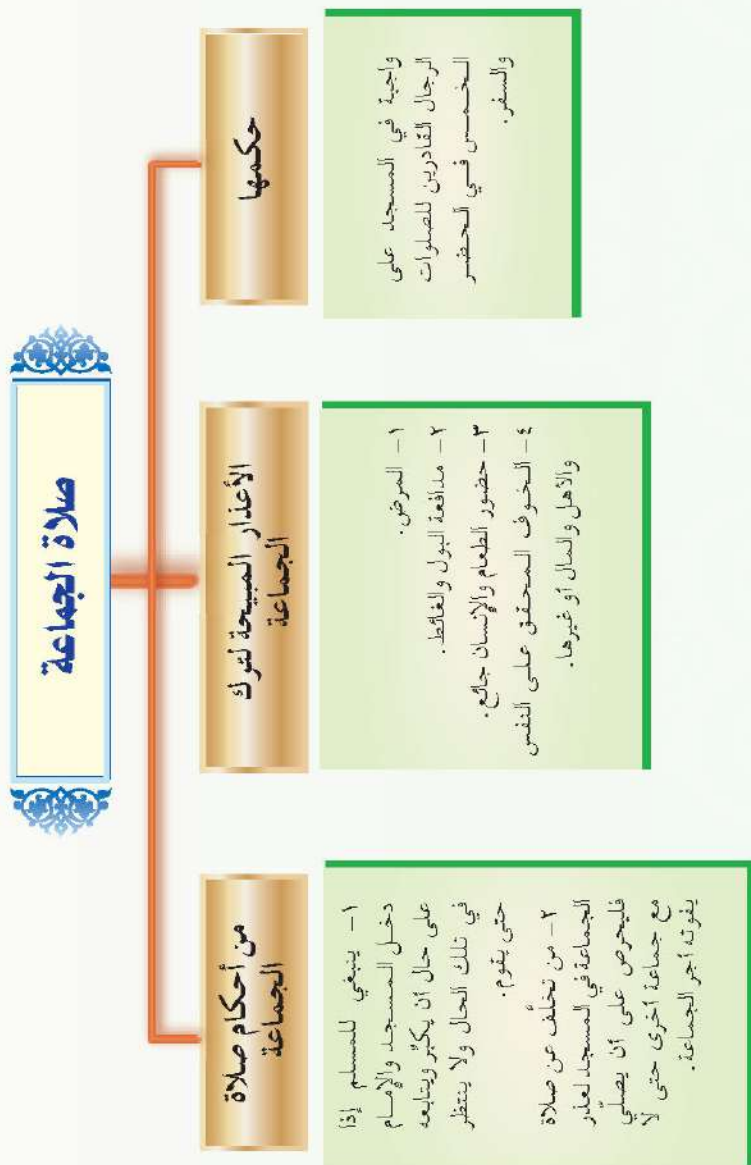 صلاة الجماعة
حكمها
واجبة في المسجد على
الرجال القادرين للصلوات
الخمس في الحضر
والسفر.
الأعذار المبيحة لترك
الجماعة
١- المرض.
٢- مدافعة البول والغائط.
٣- حضور الطعام والإنسان جائع.
٤- الخوف المحقق على النفس
والأهل والمال أو غيرها.
من أحكام صلاة
الجماعة
١- ينبغي للمسلم إذا
دخل المسجد والإمام
على حال أن يكبّر ويتابعه
في تلك الحال ولا ينتظر
حتى يقوم.
٢- من تخلّف عن صلاة
الجماعة في المسجد لعذر
فليحرص على أن يصلّي
مع جماعة أخرى حتى لا
يفوته أجر الجماعة.